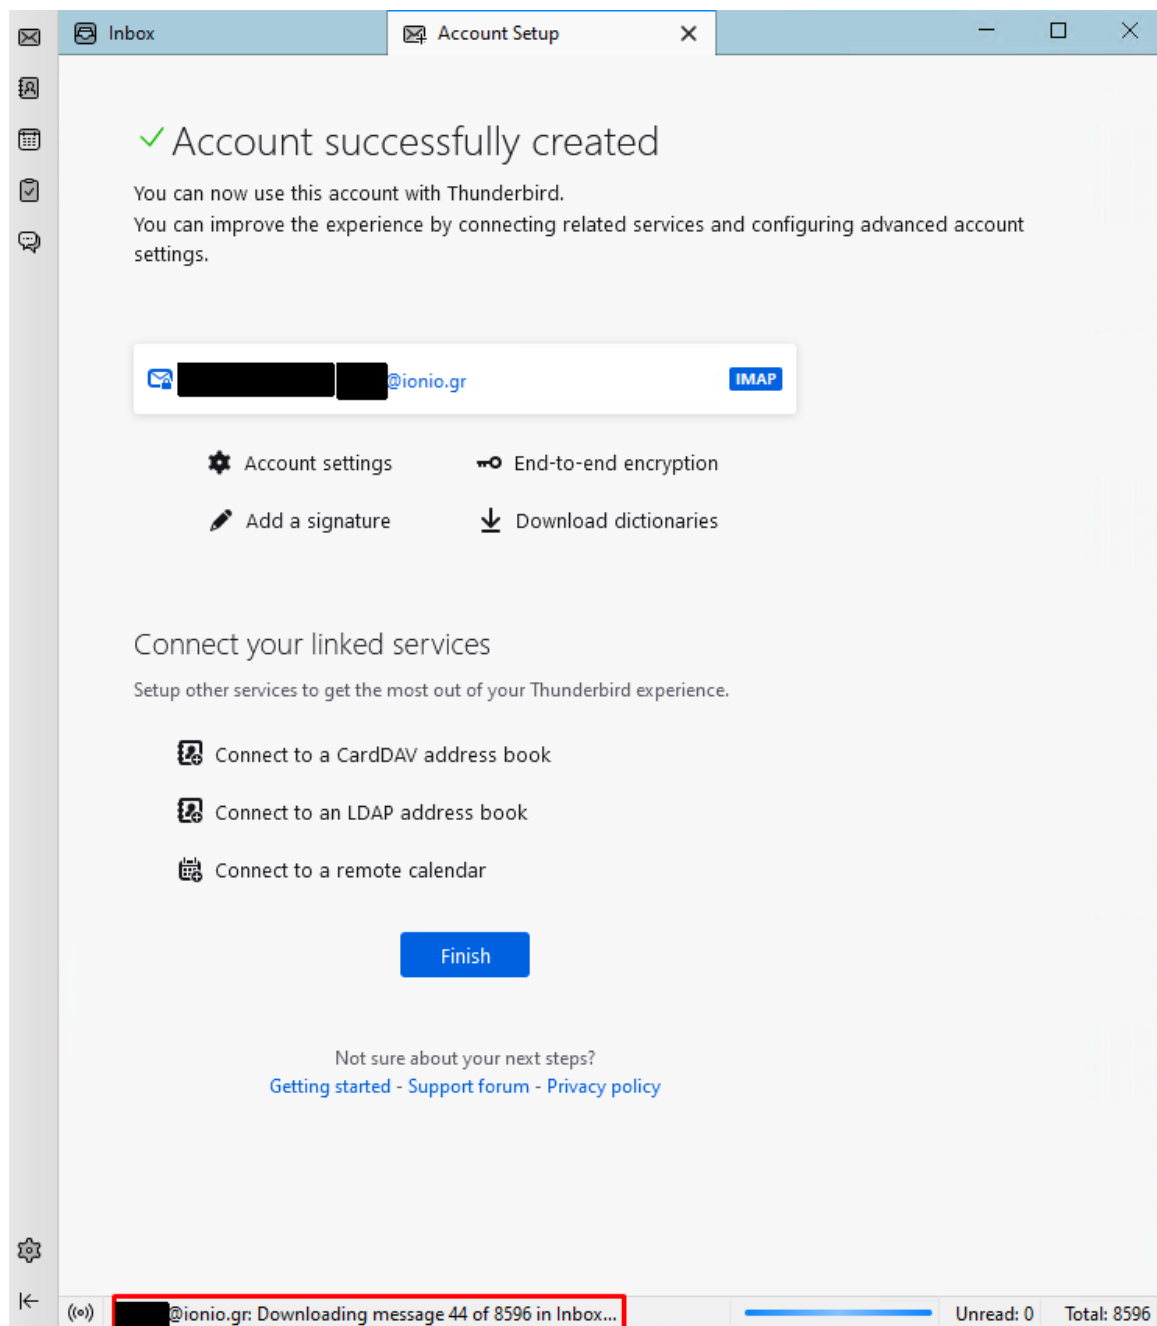 Inbox
Account Setup
Account successfully created
You can now use this account with Thunderbird.
You can improve the experience by connecting related services and configuring advanced account
settings.
@ionio.gr
IMAP
Account settings
End-to-end encryption
Add a signature
Download dictionaries
Connect your linked services
Setup other services to get the most out of your Thunderbird experience.
Connect to a CardDAV address book
Connect to an LDAP address book
Connect to a remote calendar
Finish
Not sure about your next steps?
Getting started - Support forum - Privacy policy
@ionio.gr: Downloading message 44 of 8596 in Inbox...
Unread: 0
Total: 8596